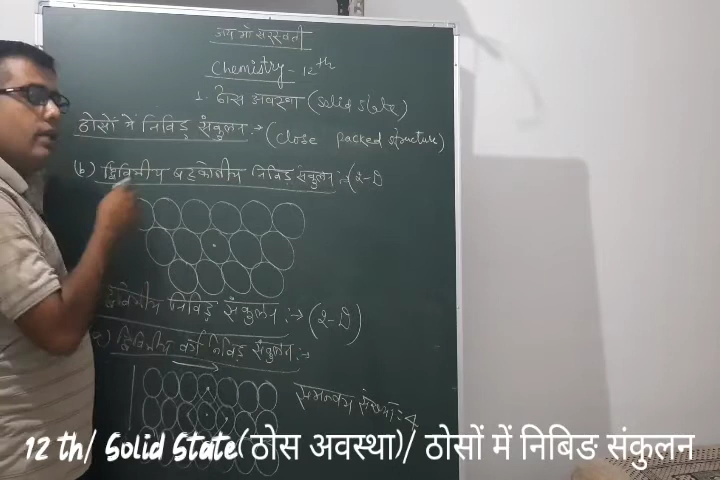 जय माँ सरस्वती
Chemistry - 12th
1. ठोस अवस्था (Solid state)
ठोसों में निविड़ संकुलन :→ (close packed structure)
(b) द्विविमीय षट्कोणीय निविड़ संकुलन :→ (2-D
द्विविमीय निविड़ संकुलन :→ (2-D)
a) द्विविमीय वर्ग निविड़ संकुलन :→
समन्वय संख्या = 4
12 th/ Solid State(ठोस अवस्था)/ ठोसों में निबिड संकुलन